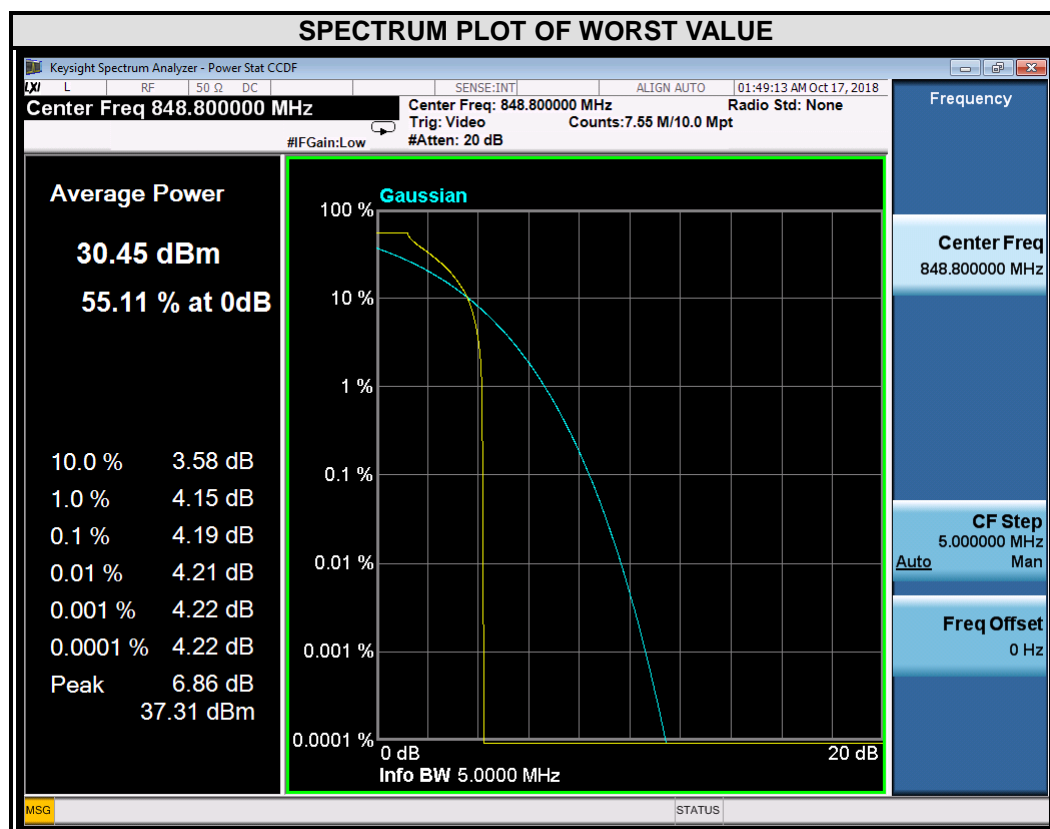 SPECTRUM PLOT OF WORST VALUE
Keysight Spectrum Analyzer - Power Stat CCDF
LXI L RF 50 Ω DC SENSE:INT ALIGN AUTO 01:49:13 AM Oct 17, 2018
Center Freq 848.800000 MHz
Center Freq: 848.800000 MHz Radio Std: None
Trig: Video Counts:7.55 M/10.0 Mpt
#IFGain:Low #Atten: 20 dB
Average Power
30.45 dBm
55.11 % at 0dB
10.0 % 3.58 dB
1.0 % 4.15 dB
0.1 % 4.19 dB
0.01 % 4.21 dB
0.001 % 4.22 dB
0.0001 % 4.22 dB
Peak 6.86 dB
37.31 dBm
Gaussian
100 %
10 %
1 %
0.1 %
0.01 %
0.001 %
0.0001 %
0 dB 20 dB
Info BW 5.0000 MHz
Frequency
Center Freq
848.800000 MHz
CF Step
5.000000 MHz
Auto Man
Freq Offset
0 Hz
MSG STATUS